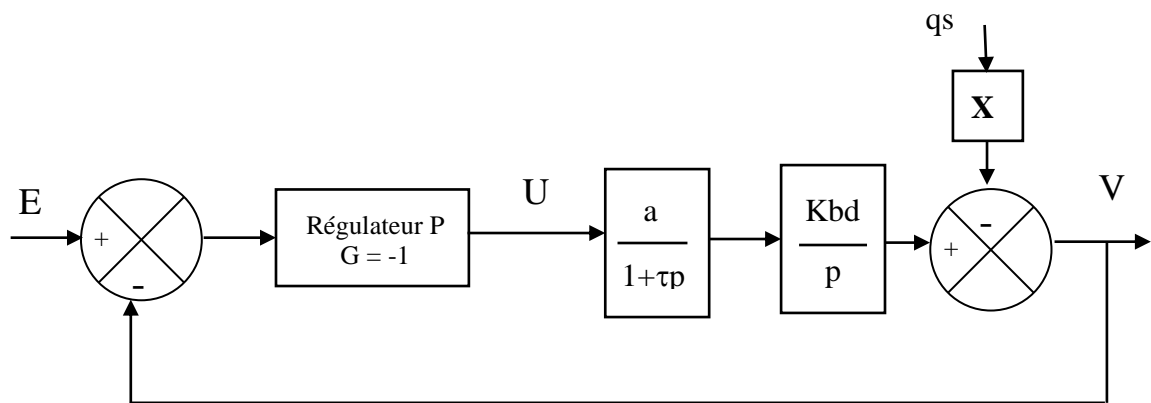 qs
X
E
+
-
Régulateur P
G = -1
U
a
1+τp
Kbd
p
-
+
V